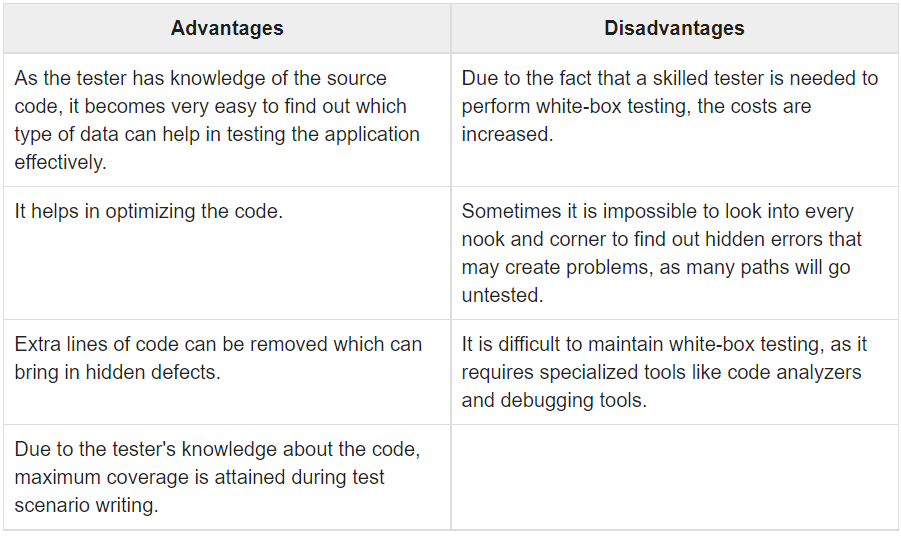 Advantages
Disadvantages
As the tester has knowledge of the source
code, it becomes very easy to find out which
type of data can help in testing the application
effectively.
Due to the fact that a skilled tester is needed to
perform white-box testing, the costs are
increased.
It helps in optimizing the code.
Sometimes it is impossible to look into every
nook and corner to find out hidden errors that
may create problems, as many paths will go
untested.
Extra lines of code can be removed which can
bring in hidden defects.
It is difficult to maintain white-box testing, as it
requires specialized tools like code analyzers
and debugging tools.
Due to the tester's knowledge about the code,
maximum coverage is attained during test
scenario writing.